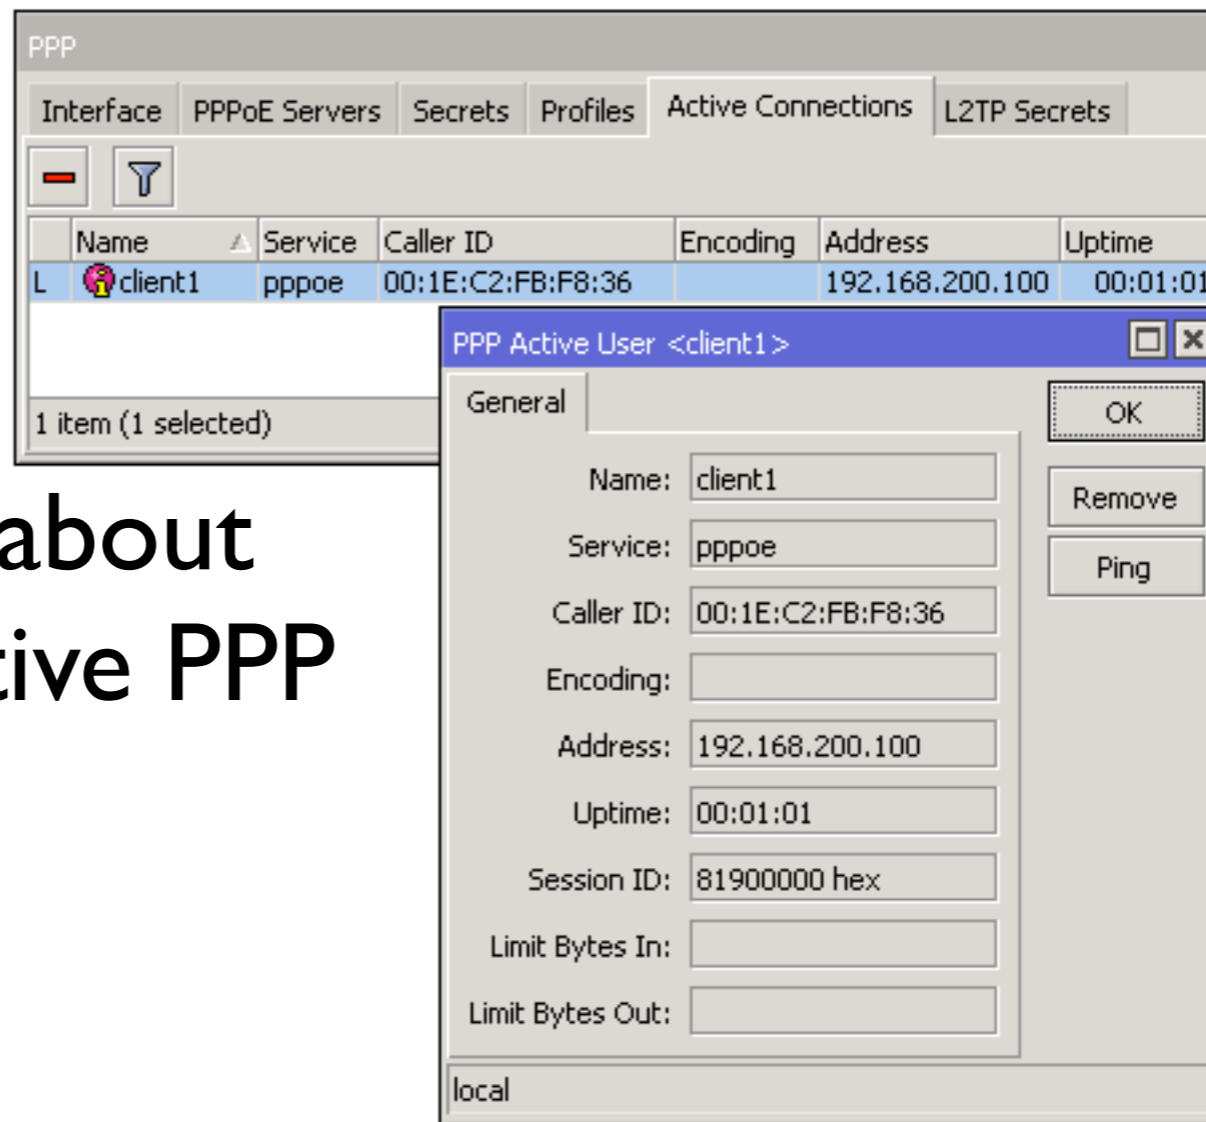 PPP
Interface PPPoE Servers Secrets Profiles Active Connections L2TP Secrets
Name Service Caller ID Encoding Address Uptime
L client1 pppoe 00:1E:C2:FB:F8:36 192.168.200.100 00:01:01
1 item (1 selected)
PPP Active User <client1>
General
OK
Name: client1
Remove
Service: pppoe
Ping
Caller ID: 00:1E:C2:FB:F8:36
Encoding:
Address: 192.168.200.100
Uptime: 00:01:01
Session ID: 81900000 hex
Limit Bytes In:
Limit Bytes Out:
local
about
tive PPP